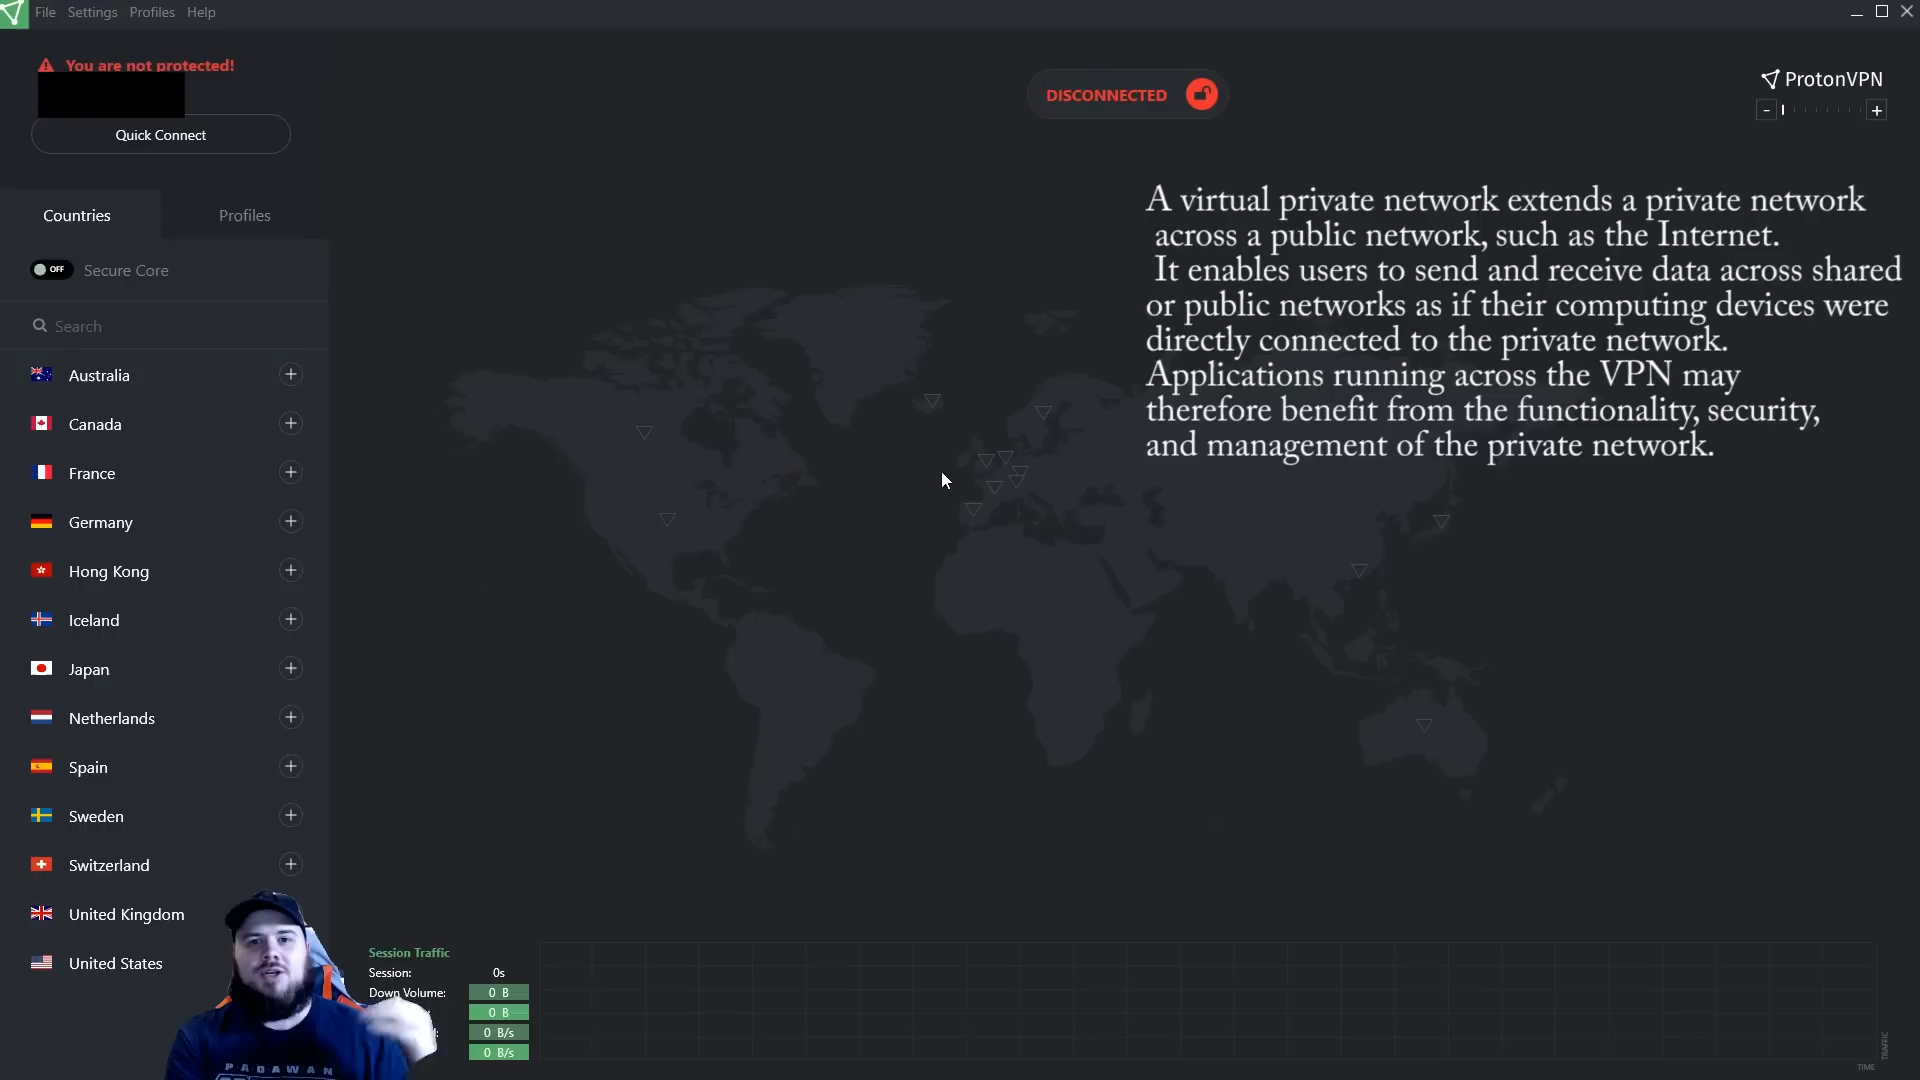 File Settings Profiles Help
You are not protected!
Quick Connect
Countries Profiles
OFF Secure Core
Search
Australia
Canada
France
Germany
Hong Kong
Iceland
Japan
Netherlands
Spain
Sweden
Switzerland
United Kingdom
United States
DISCONNECTED
ProtonVPN
A virtual private network extends a private network
across a public network, such as the Internet.
It enables users to send and receive data across shared
or public networks as if their computing devices were
directly connected to the private network.
Applications running across the VPN may
therefore benefit from the functionality, security,
and management of the private network.
Session Traffic
Session: 0s
Down Volume: 0 B
0 B
0 B/s
0 B/s
TRAFFIC
TIME
PADAWAN